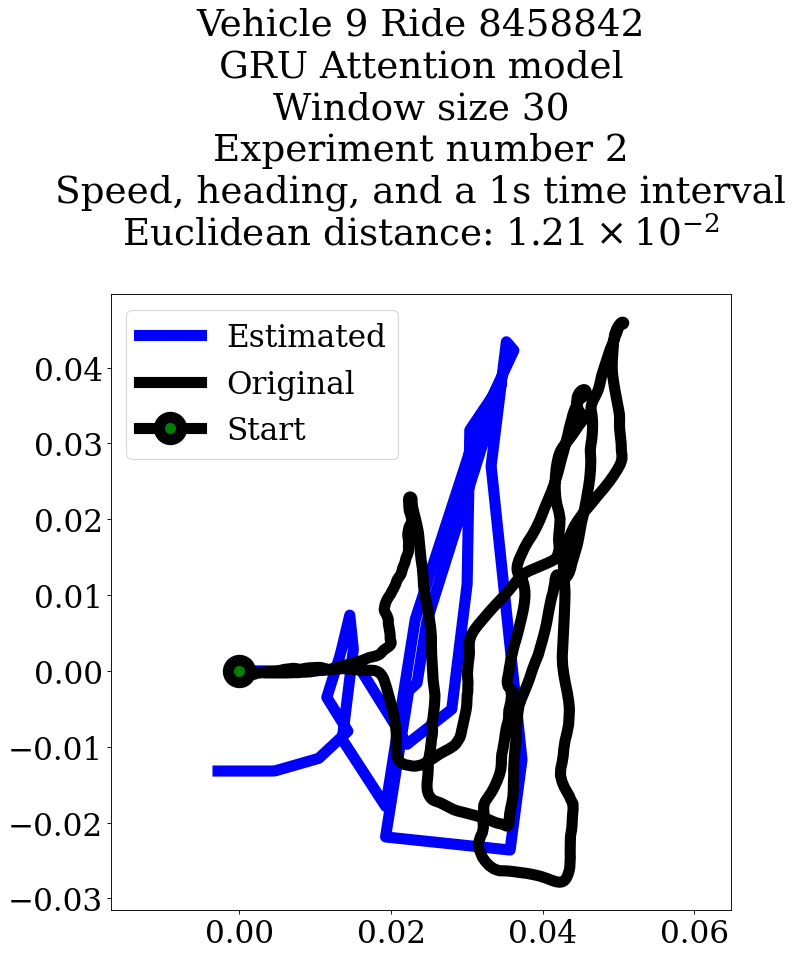 Vehicle 9 Ride 8458842
GRU Attention model
Window size 30
Experiment number 2
Speed, heading, and a 1s time interval
Euclidean distance: 1.21 × 10⁻²
Estimated
Original
Start
0.04
0.03
0.02
0.01
0.00
−0.01
−0.02
−0.03
0.00 0.02 0.04 0.06